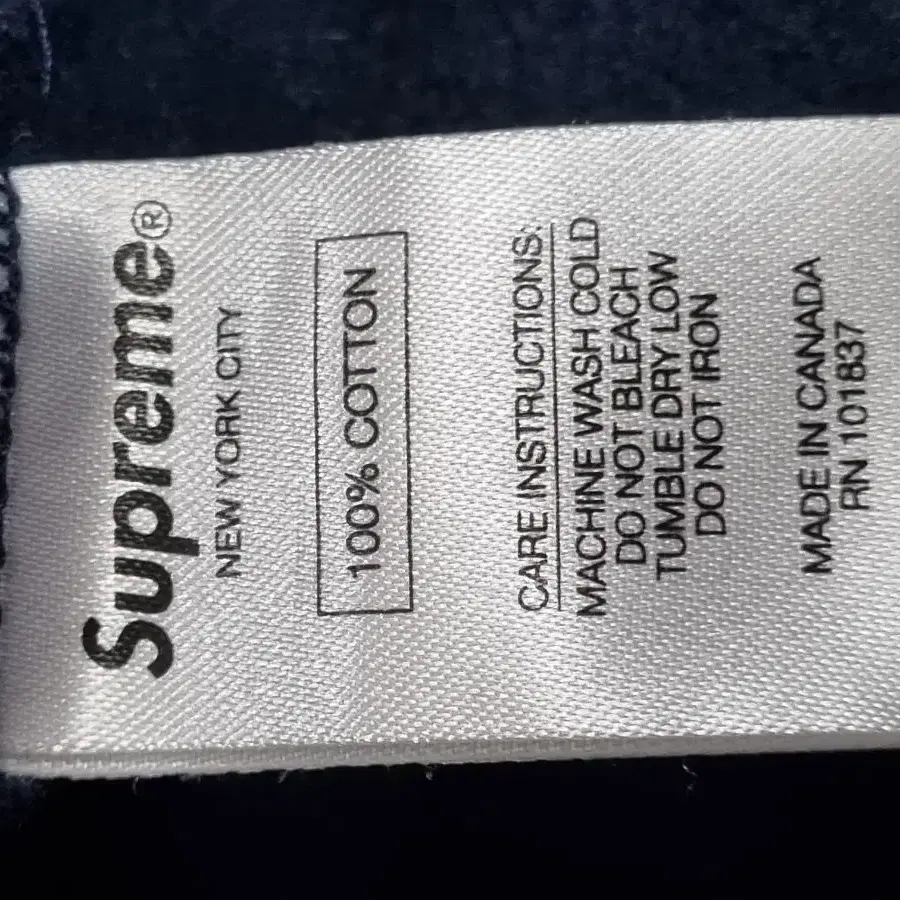 Supreme®
NEW YORK CITY
100% COTTON
CARE INSTRUCTIONS:
MACHINE WASH COLD
DO NOT BLEACH
TUMBLE DRY LOW
DO NOT IRON
MADE IN CANADA
RN 101837